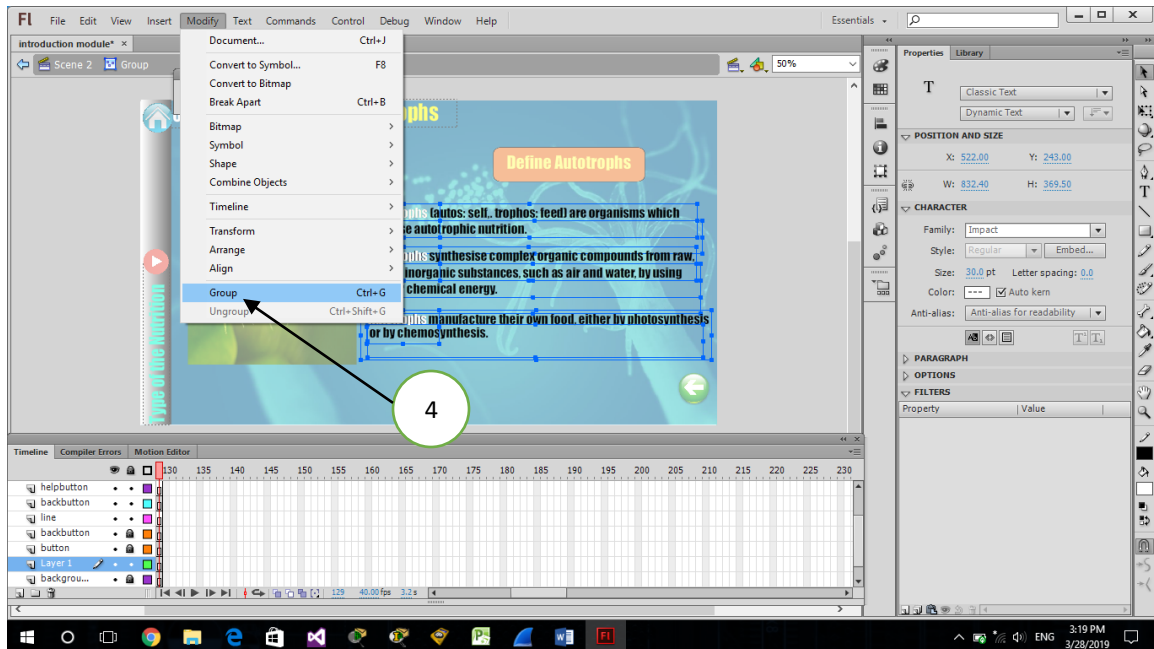 Fl File Edit View Insert Modify Text Commands Control Debug Window Help Essentials
introduction module* ×
Scene 2 Group 50%
Document... Ctrl+J
Convert to Symbol... F8
Convert to Bitmap
Break Apart Ctrl+B
Bitmap
Symbol
Shape
Combine Objects
Timeline
Transform
Arrange
Align
Group Ctrl+G
Ungroup Ctrl+Shift+G
phs
Define Autotrophs
phs (autos: self,. trophos: feed) are organisms which
e autotrophic nutrition.
phs synthesise complex organic compounds from raw,
inorganic substances, such as air and water, by using
chemical energy.
phs manufacture their own food, either by photosynthesis
or by chemosynthesis.
Type of the Nutrition
4
Properties Library
T Classic Text
Dynamic Text
POSITION AND SIZE
X: 522.00 Y: 243.00
W: 832.40 H: 369.50
CHARACTER
Family: Impact
Style: Regular Embed...
Size: 30.0 pt Letter spacing: 0.0
Color: Auto kern
Anti-alias: Anti-alias for readability
PARAGRAPH
OPTIONS
FILTERS
Property Value
Timeline Compiler Errors Motion Editor
130 135 140 145 150 155 160 165 170 175 180 185 190 195 200 205 210 215 220 225 230
helpbutton
backbutton
line
backbutton
button
Layer 1
backgrou...
129 40.00 fps 3.2 s
Fl ENG 3:19 PM
3/28/2019